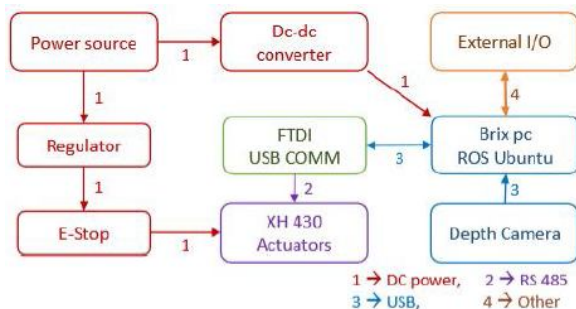 Power source
1
Dc-dc
converter
External I/O
1
1
4
Regulator
FTDI
USB COMM
3
Brix pc
ROS Ubuntu
1
2
3
E-Stop
1
XH 430
Actuators
Depth Camera
1 → DC power, 2 → RS 485
3 → USB, 4 → Other